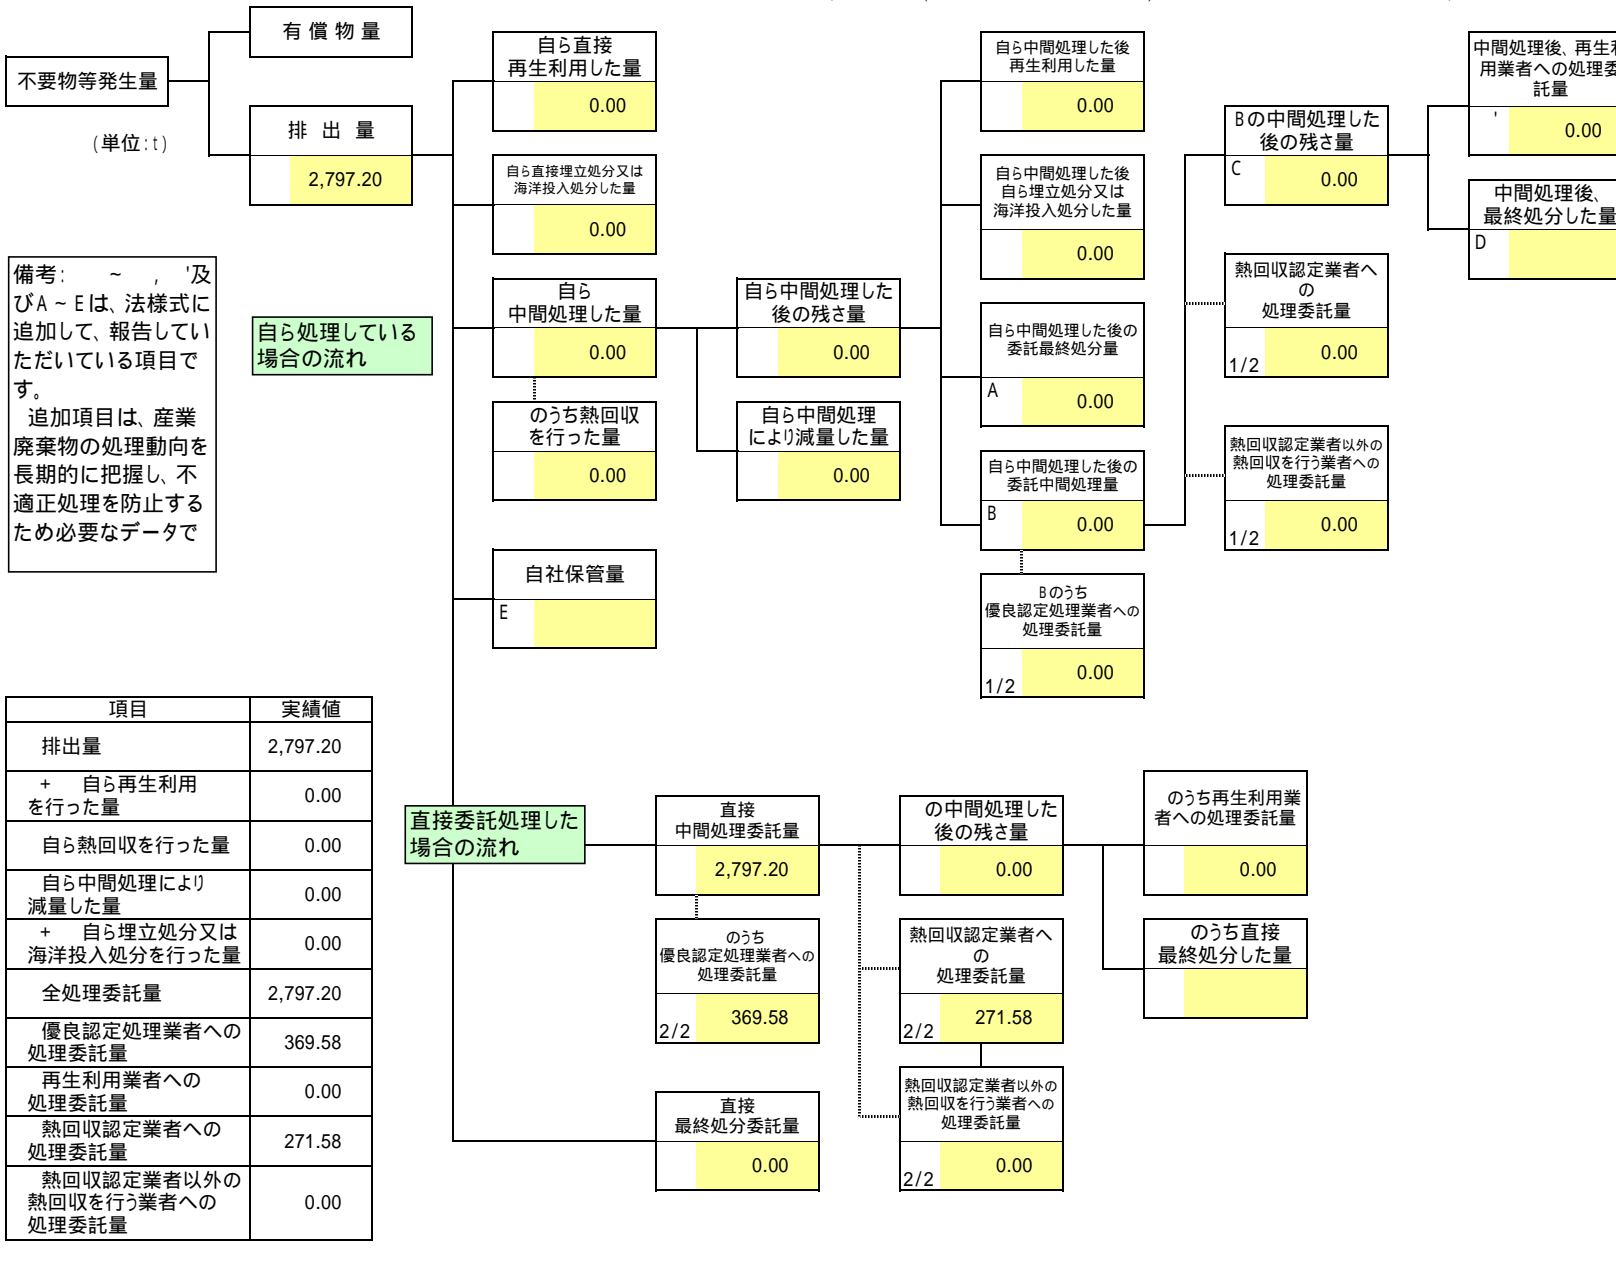 不要物等発生量
(単位:t)
有 償 物 量
排 出 量
2,797.20
備考: ~ , '及
びA~Eは、法様式に
追加して、報告してい
ただいている項目で
す。
追加項目は、産業
廃棄物の処理動向を
長期的に把握し、不
適正処理を防止する
ため必要なデータで
自ら処理している
場合の流れ
自ら直接
再生利用した量
0.00
自ら直接埋立処分又は
海洋投入処分した量
0.00
自ら
中間処理した量
0.00
のうち熱回収
を行った量
0.00
自社保管量
E
自ら中間処理した
後の残さ量
0.00
自ら中間処理
により減量した量
0.00
自ら中間処理した後
再生利用した量
0.00
自ら中間処理した後
自ら埋立処分又は
海洋投入処分した量
0.00
自ら中間処理した後の
委託最終処分量
A
0.00
自ら中間処理した後の
委託中間処理量
B
0.00
Bのうち
優良認定処理業者への
処理委託量
1/2
0.00
Bの中間処理した
後の残さ量
C
0.00
熱回収認定業者へ
の
処理委託量
1/2
0.00
熱回収認定業者以外の
熱回収を行う業者への
処理委託量
1/2
0.00
中間処理後、再生利
用業者への処理委
託量
'
0.00
中間処理後、
最終処分した量
D
項目 実績値
排出量 2,797.20
+ 自ら再生利用
を行った量 0.00
自ら熱回収を行った量 0.00
自ら中間処理により
減量した量 0.00
+ 自ら埋立処分又は
海洋投入処分を行った量 0.00
全処理委託量 2,797.20
優良認定処理業者への
処理委託量 369.58
再生利用業者への
処理委託量 0.00
熱回収認定業者への
処理委託量 271.58
熱回収認定業者以外の
熱回収を行う業者への
処理委託量 0.00
直接委託処理した
場合の流れ
直接
中間処理委託量
2,797.20
のうち
優良認定処理業者への
処理委託量
2/2
369.58
直接
最終処分委託量
0.00
の中間処理した
後の残さ量
0.00
熱回収認定業者へ
の
処理委託量
2/2
271.58
熱回収認定業者以外の
熱回収を行う業者への
処理委託量
2/2
0.00
のうち再生利用業
者への処理委託量
0.00
のうち直接
最終処分した量